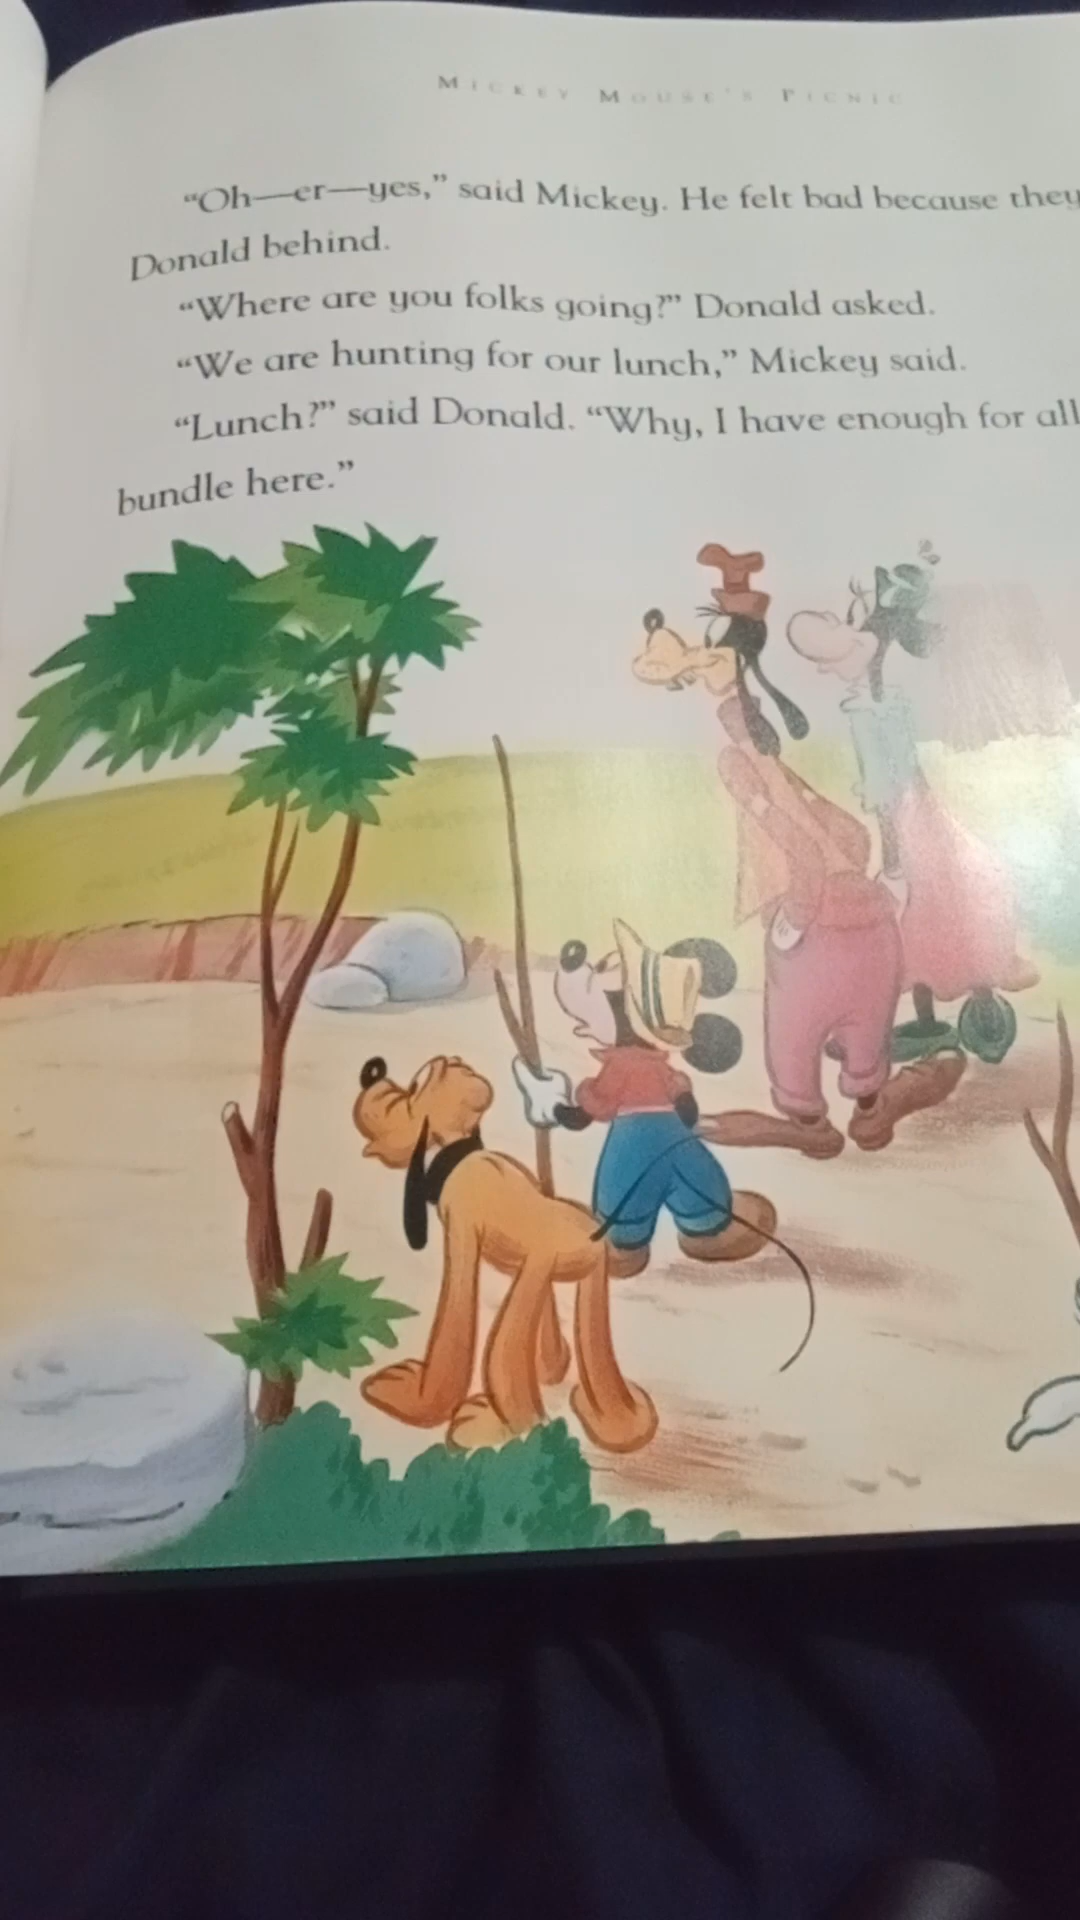 MICKEY MOUSE'S PICNIC
“Oh—er—yes,” said Mickey. He felt bad because they
Donald behind.
“Where are you folks going?” Donald asked.
“We are hunting for our lunch,” Mickey said.
“Lunch?” said Donald. “Why, I have enough for all
bundle here.”